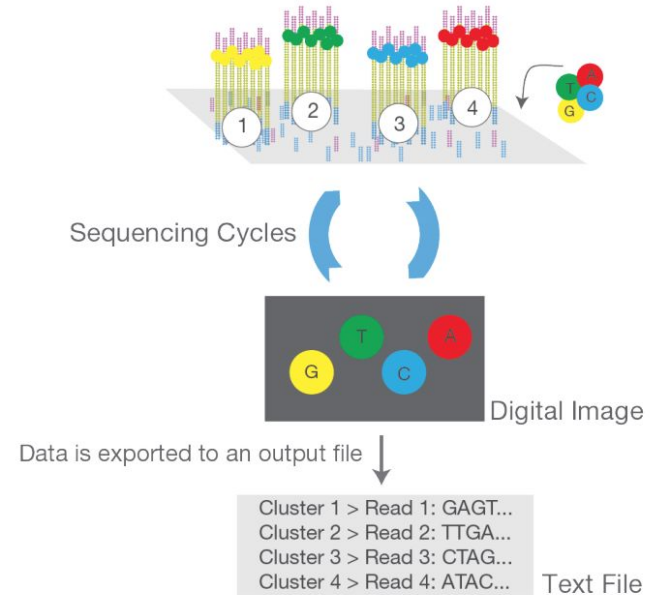 1
2
3
4
A
T
C
G
Sequencing Cycles
T
A
G
C
Digital Image
Data is exported to an output file
Cluster 1 > Read 1: GAGT...
Cluster 2 > Read 2: TTGA...
Cluster 3 > Read 3: CTAG...
Cluster 4 > Read 4: ATAC...
Text File